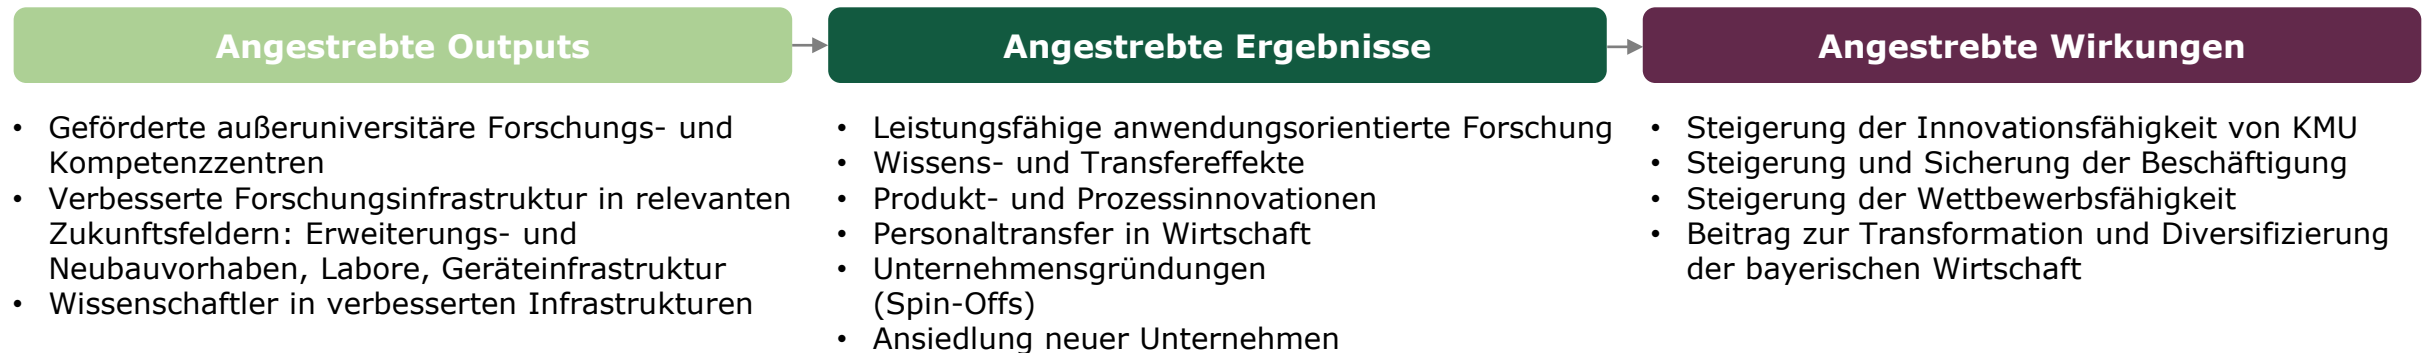 Angestrebte Outputs
• Geförderte außeruniversitäre Forschungs- und
Kompetenzzentren
• Verbesserte Forschungsinfrastruktur in relevanten
Zukunftsfeldern: Erweiterungs- und
Neubauvorhaben, Labore, Geräteinfrastruktur
• Wissenschaftler in verbesserten Infrastrukturen
Angestrebte Ergebnisse
• Leistungsfähige anwendungsorientierte Forschung
• Wissens- und Transfereffekte
• Produkt- und Prozessinnovationen
• Personaltransfer in Wirtschaft
• Unternehmensgründungen
(Spin-Offs)
• Ansiedlung neuer Unternehmen
Angestrebte Wirkungen
• Steigerung der Innovationsfähigkeit von KMU
• Steigerung und Sicherung der Beschäftigung
• Steigerung der Wettbewerbsfähigkeit
• Beitrag zur Transformation und Diversifizierung
der bayerischen Wirtschaft